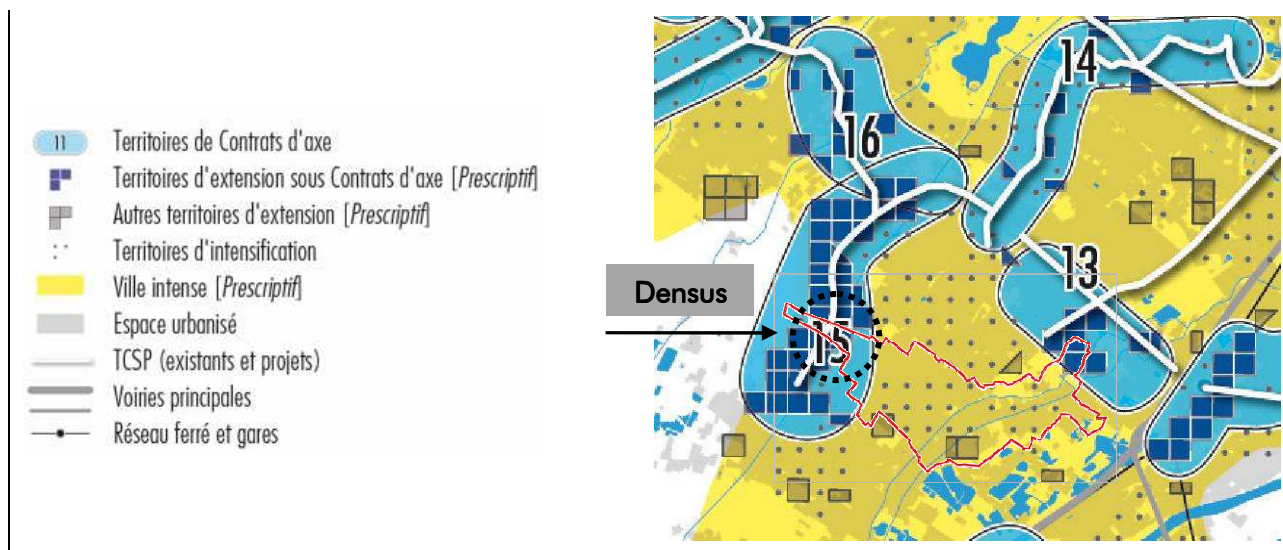 11 Territoires de Contrats d'axe
Territoires d'extension sous Contrats d'axe [Prescriptif]
Autres territoires d'extension [Prescriptif]
Territoires d'intensification
Ville intense [Prescriptif]
Espace urbanisé
TCSP (existants et projets)
Voiries principales
Réseau ferré et gares
14
16
13
Densus
15